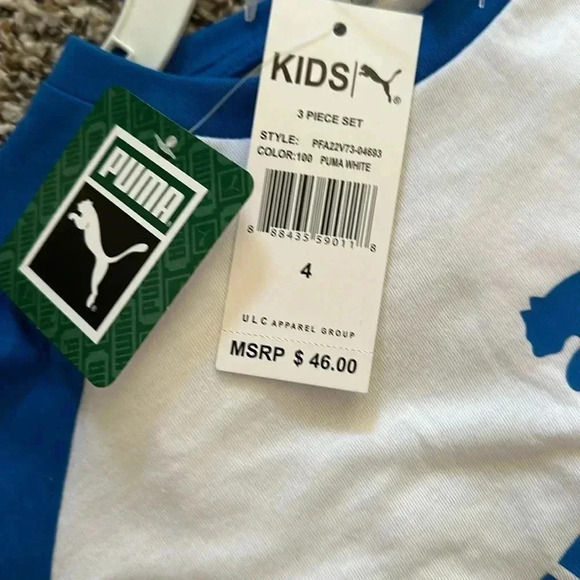 KIDS
3 PIECE SET
STYLE: PFA22V73-04693
COLOR:100 PUMA WHITE
8 88435 59011 8
4
ULC APPAREL GROUP
MSRP $ 46.00
PUMA